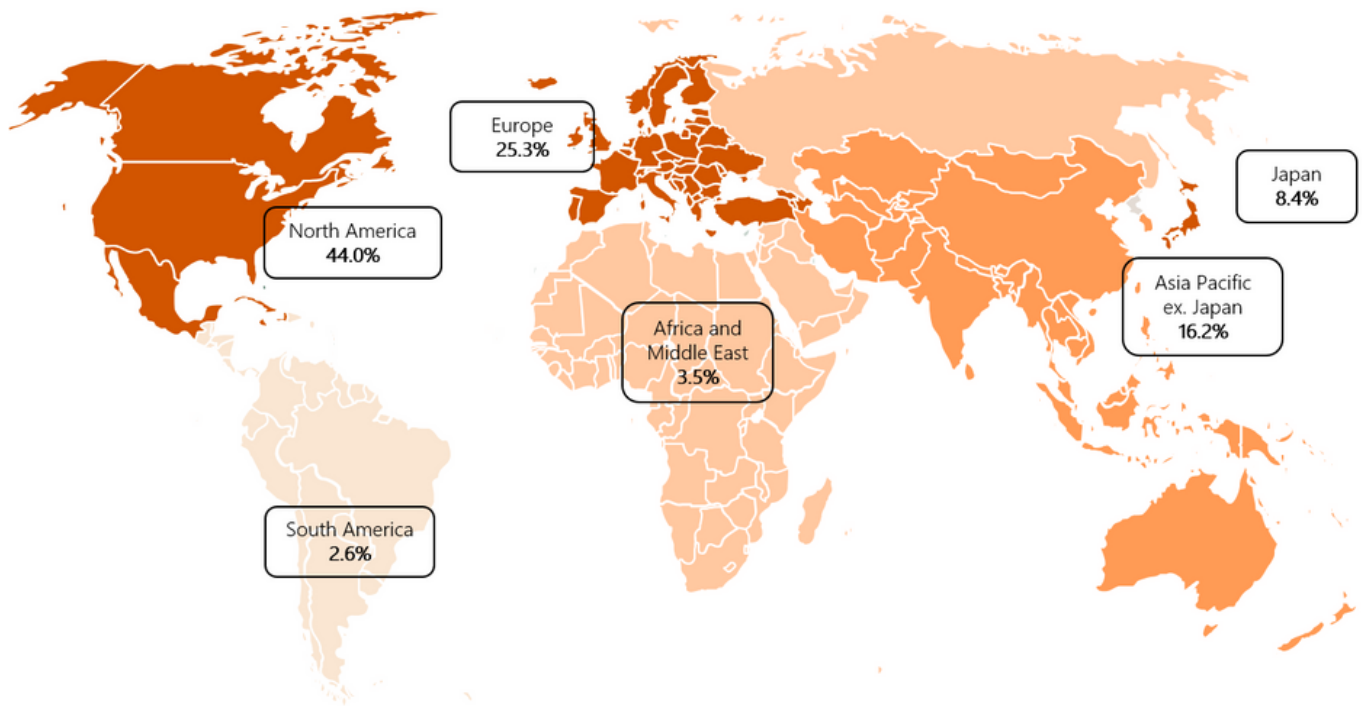 Europe
25.3%
Japan
8.4%
North America
44.0%
Asia Pacific
ex. Japan
16.2%
Africa and
Middle East
3.5%
South America
2.6%